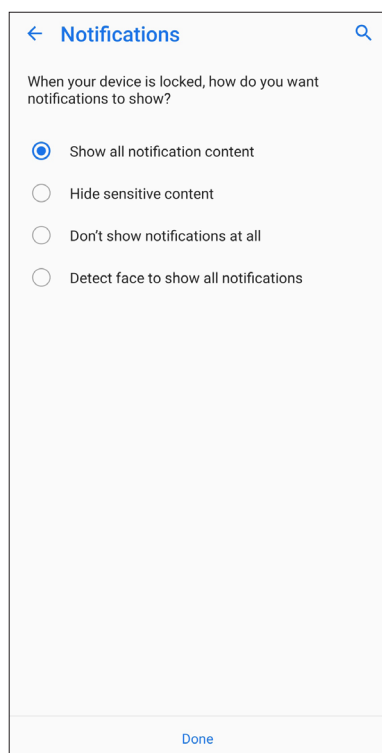 Notifications
When your device is locked, how do you want
notifications to show?
Show all notification content
Hide sensitive content
Don’t show notifications at all
Detect face to show all notifications
Done